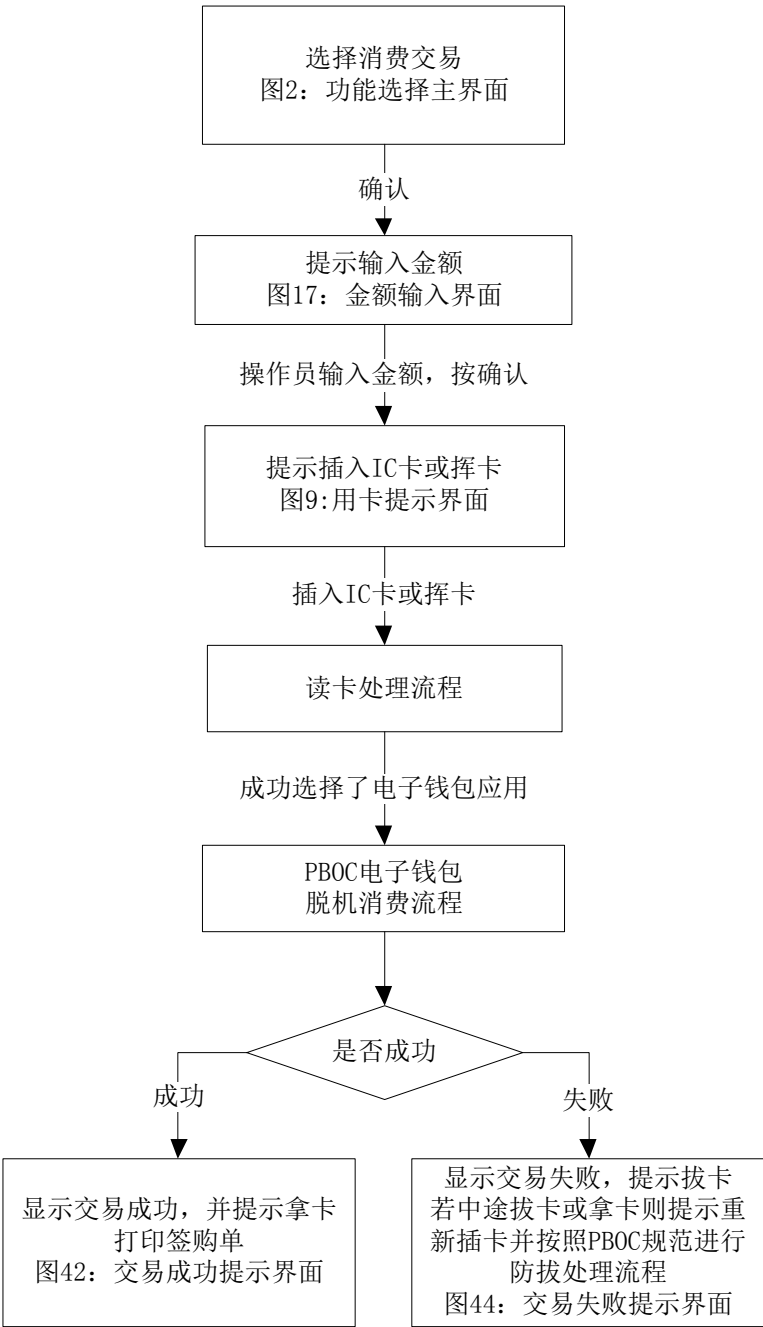 选择消费交易
图2：功能选择主界面
确认
提示输入金额
图17：金额输入界面
操作员输入金额，按确认
提示插入IC卡或挥卡
图9:用卡提示界面
插入IC卡或挥卡
读卡处理流程
成功选择了电子钱包应用
PBOC电子钱包
脱机消费流程
是否成功
成功
失败
显示交易成功，并提示拿卡
打印签购单
图42：交易成功提示界面
显示交易失败，提示拔卡
若中途拔卡或拿卡则提示重
新插卡并按照PBOC规范进行
防拔处理流程
图44：交易失败提示界面